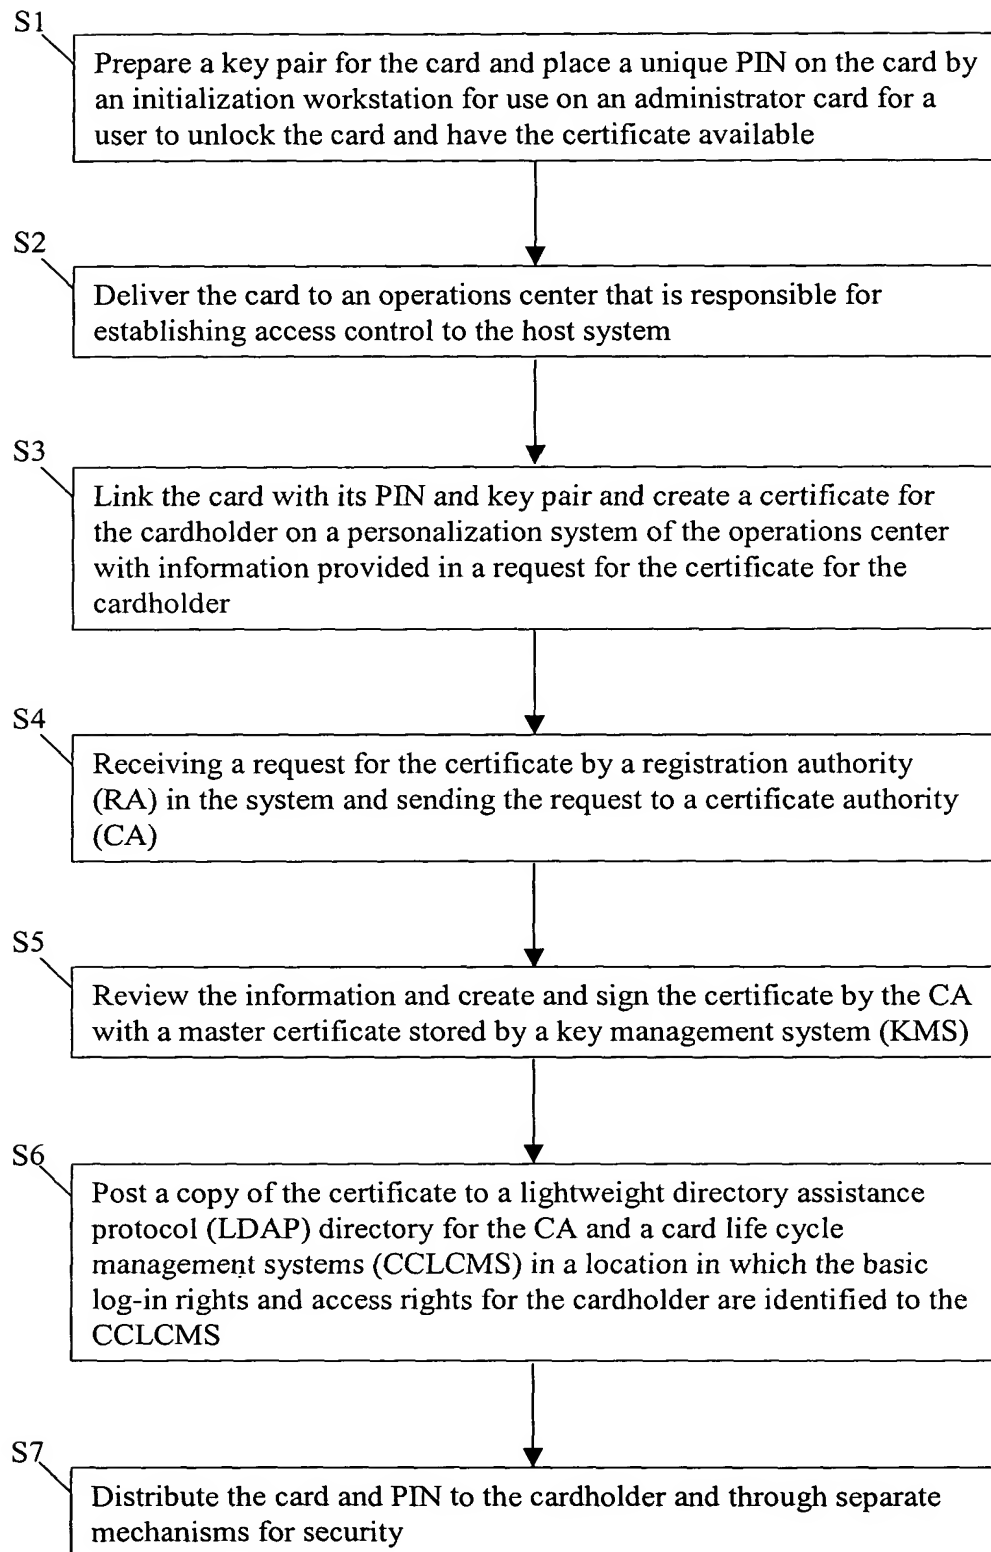 S1
Prepare a key pair for the card and place a unique PIN on the card by
an initialization workstation for use on an administrator card for a
user to unlock the card and have the certificate available
S2
Deliver the card to an operations center that is responsible for
establishing access control to the host system
S3
Link the card with its PIN and key pair and create a certificate for
the cardholder on a personalization system of the operations center
with information provided in a request for the certificate for the
cardholder
S4
Receiving a request for the certificate by a registration authority
(RA) in the system and sending the request to a certificate authority
(CA)
S5
Review the information and create and sign the certificate by the CA
with a master certificate stored by a key management system (KMS)
S6
Post a copy of the certificate to a lightweight directory assistance
protocol (LDAP) directory for the CA and a card life cycle
management systems (CCLCMS) in a location in which the basic
log-in rights and access rights for the cardholder are identified to the
CCLCMS
S7
Distribute the card and PIN to the cardholder and through separate
mechanisms for security